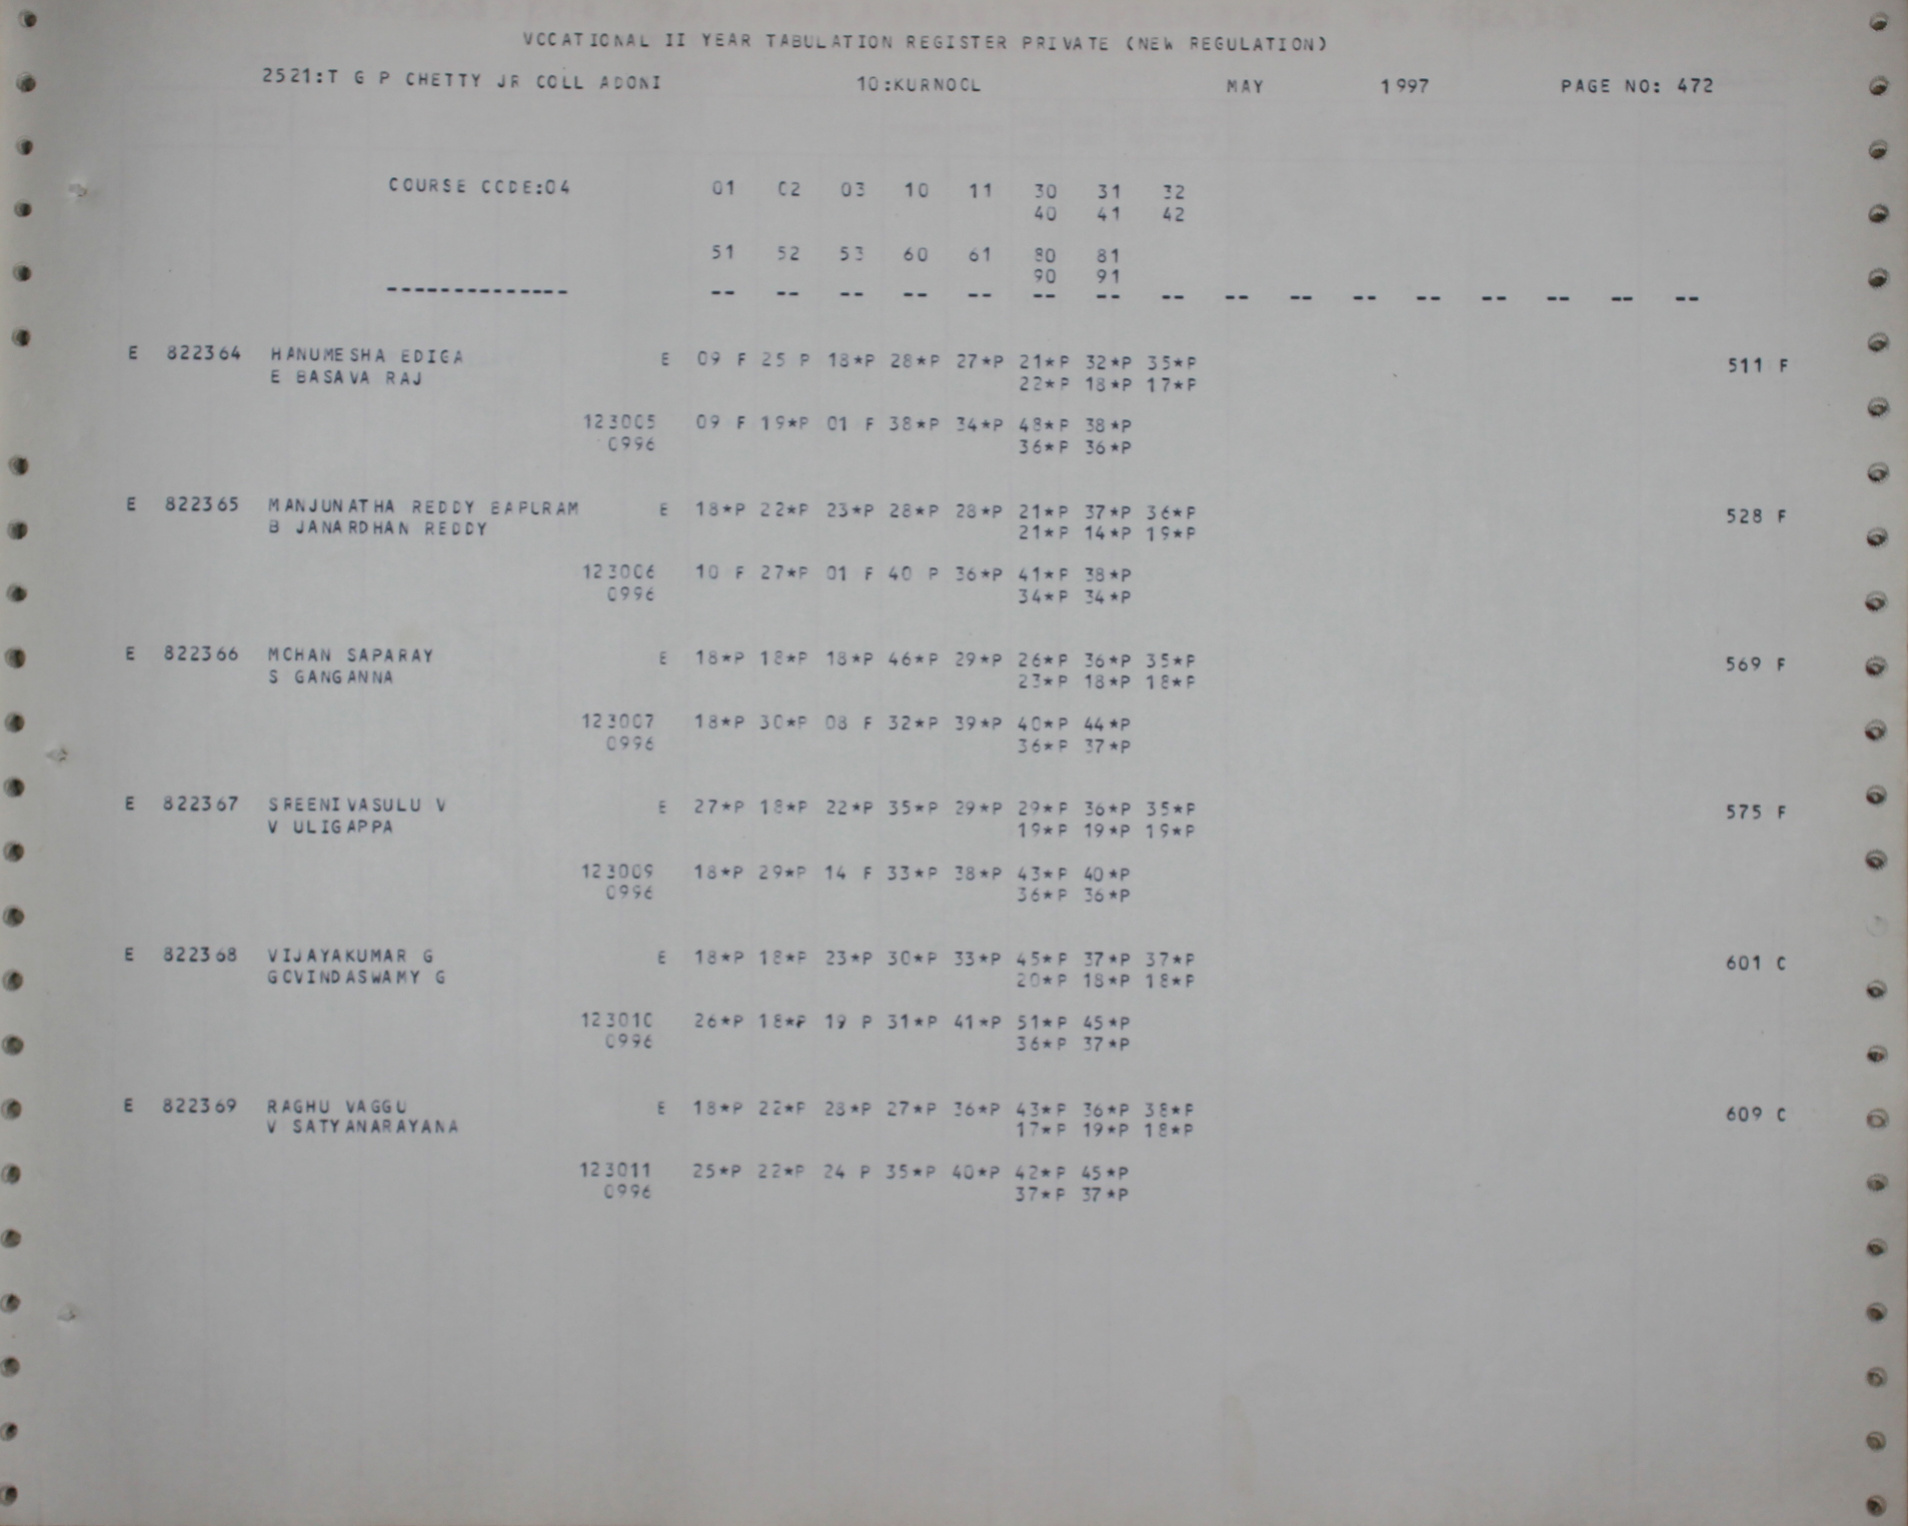 VOCATIONAL II YEAR TABULATION REGISTER PRIVATE (NEW REGULATION)
2521:T G P CHETTY JR COLL ADONI 10:KURNOOL MAY 1997 PAGE NO: 472
COURSE CODE:04 01 02 03 10 11 30 31 32
40 41 42
51 52 53 60 61 80 81
90 91
-------------- -- -- -- -- -- -- -- -- -- -- -- -- -- -- -- --
E 822364 HANUMESHA EDIGA E 09 F 25 P 18*P 28*P 27*P 21*P 32*P 35*P 511 F
E BASAVA RAJ 22*P 18*P 17*P
123005 09 F 19*P 01 F 38*P 34*P 48*P 38*P
0996 36*P 36*P
E 822365 MANJUNATHA REDDY BAPURAM E 18*P 22*P 23*P 28*P 28*P 21*P 37*P 36*P 528 F
B JANARDHAN REDDY 21*P 14*P 19*P
123006 10 F 27*P 01 F 40 P 36*P 41*P 38*P
0996 34*P 34*P
E 822366 MOHAN SAPARAY E 18*P 18*P 18*P 46*P 29*P 26*P 36*P 35*P 569 F
S GANGANNA 23*P 18*P 18*P
123007 18*P 30*P 08 F 32*P 39*P 40*P 44*P
0996 36*P 37*P
E 822367 SREENIVASULU V E 27*P 18*P 22*P 35*P 29*P 29*P 36*P 35*P 575 F
V ULIGAPPA 19*P 19*P 19*P
123009 18*P 29*P 14 F 33*P 38*P 43*P 40*P
0996 36*P 36*P
E 822368 VIJAYAKUMAR G E 18*P 18*P 23*P 30*P 33*P 45*P 37*P 37*P 601 C
GOVINDASWAMY G 20*P 18*P 18*P
123010 26*P 18*P 19 P 31*P 41*P 51*P 45*P
0996 36*P 37*P
E 822369 RAGHU VAGGU E 18*P 22*P 28*P 27*P 36*P 43*P 36*P 38*P 609 C
V SATYANARAYANA 17*P 19*P 18*P
123011 25*P 22*P 24 P 35*P 40*P 42*P 45*P
0996 37*P 37*P